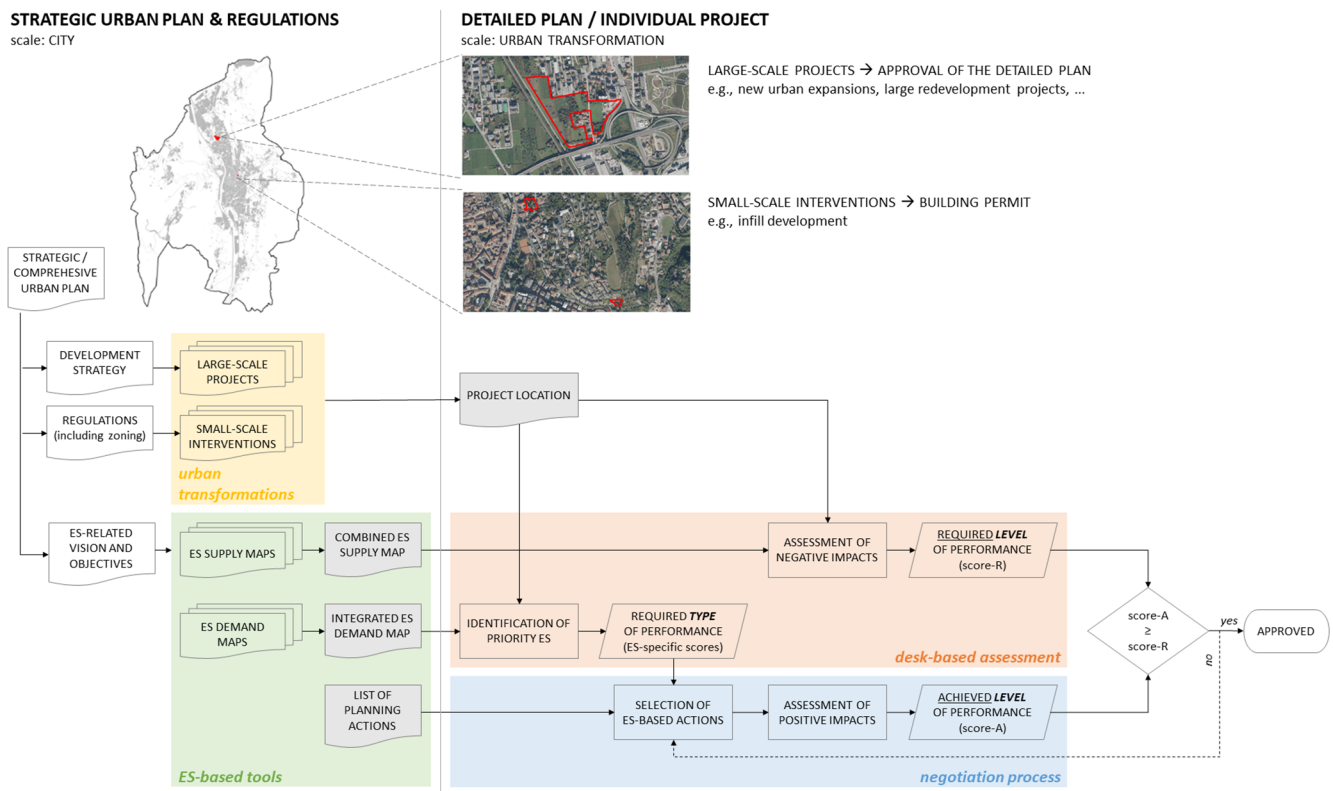 STRATEGIC URBAN PLAN & REGULATIONS
scale: CITY
DETAILED PLAN / INDIVIDUAL PROJECT
scale: URBAN TRANSFORMATION
LARGE-SCALE PROJECTS → APPROVAL OF THE DETAILED PLAN
e.g., new urban expansions, large redevelopment projects, ...
SMALL-SCALE INTERVENTIONS → BUILDING PERMIT
e.g., infill development
STRATEGIC /
COMPREHESIVE
URBAN PLAN
DEVELOPMENT
STRATEGY
LARGE-SCALE
PROJECTS
REGULATIONS
(including zoning)
SMALL-SCALE
INTERVENTIONS
urban
transformations
PROJECT LOCATION
ES-RELATED
VISION AND
OBJECTIVES
ES SUPPLY MAPS
COMBINED ES
SUPPLY MAP
ASSESSMENT OF
NEGATIVE IMPACTS
REQUIRED LEVEL
OF PERFORMANCE
(score-R)
ES DEMAND
MAPS
INTEGRATED ES
DEMAND MAP
IDENTIFICATION OF
PRIORITY ES
REQUIRED TYPE
OF PERFORMANCE
(ES-specific scores)
desk-based assessment
score-A
≥
score-R
yes
no
APPROVED
LIST OF
PLANNING
ACTIONS
SELECTION OF
ES-BASED ACTIONS
ASSESSMENT OF
POSITIVE IMPACTS
ACHIEVED LEVEL
OF PERFORMANCE
(score-A)
ES-based tools
negotiation process